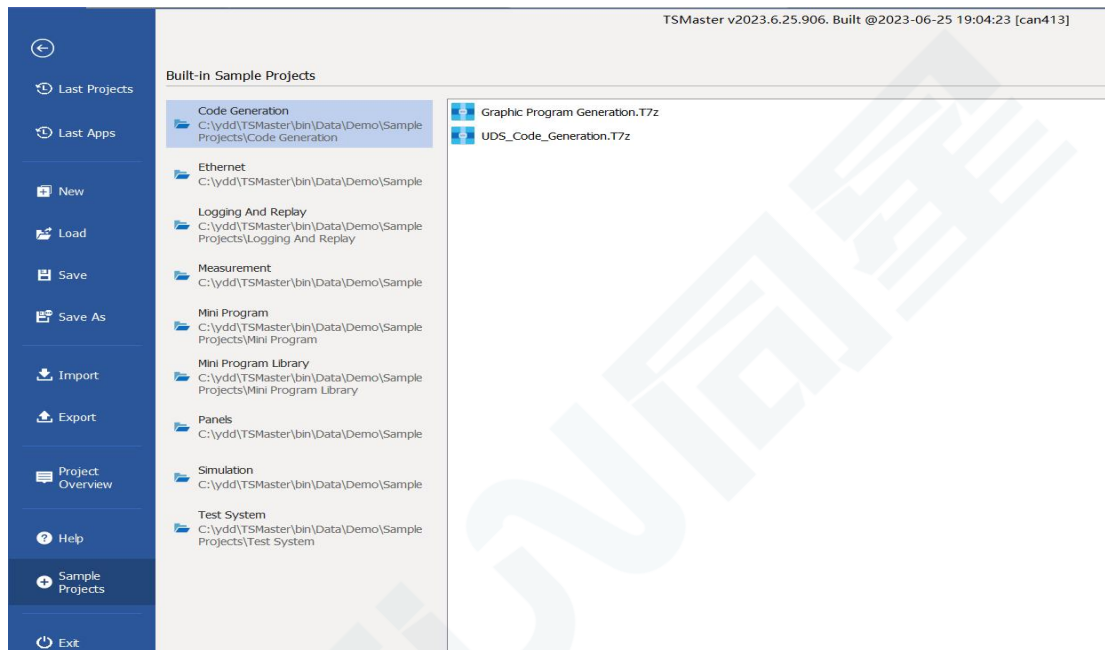 TSMaster v2023.6.25.906. Built @2023-06-25 19:04:23 [can413]
Last Projects
Last Apps
New
Load
Save
Save As
Import
Export
Project
Overview
Help
Sample
Projects
Exit
Built-in Sample Projects
Code Generation
C:\ydd\TSMaster\bin\Data\Demo\Sample
Projects\Code Generation
Ethernet
C:\ydd\TSMaster\bin\Data\Demo\Sample
Logging And Replay
C:\ydd\TSMaster\bin\Data\Demo\Sample
Projects\Logging And Replay
Measurement
C:\ydd\TSMaster\bin\Data\Demo\Sample
Mini Program
C:\ydd\TSMaster\bin\Data\Demo\Sample
Projects\Mini Program
Mini Program Library
C:\ydd\TSMaster\bin\Data\Demo\Sample
Projects\Mini Program Library
Panels
C:\ydd\TSMaster\bin\Data\Demo\Sample
Simulation
C:\ydd\TSMaster\bin\Data\Demo\Sample
Test System
C:\ydd\TSMaster\bin\Data\Demo\Sample
Projects\Test System
Graphic Program Generation.T7z
UDS_Code_Generation.T7z